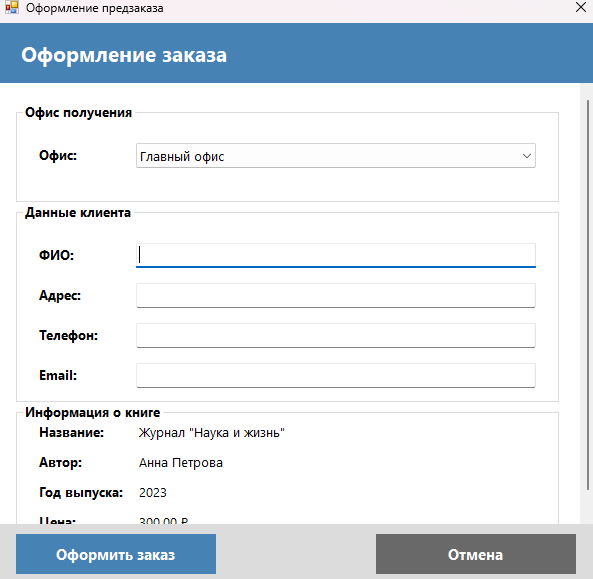 Оформление предзаказа
Оформление заказа
Офис получения
Офис: Главный офис
Данные клиента
ФИО:
Адрес:
Телефон:
Email:
Информация о книге
Название: Журнал "Наука и жизнь"
Автор: Анна Петрова
Год выпуска: 2023
Цена: 300,00 ₽
Оформить заказ Отмена